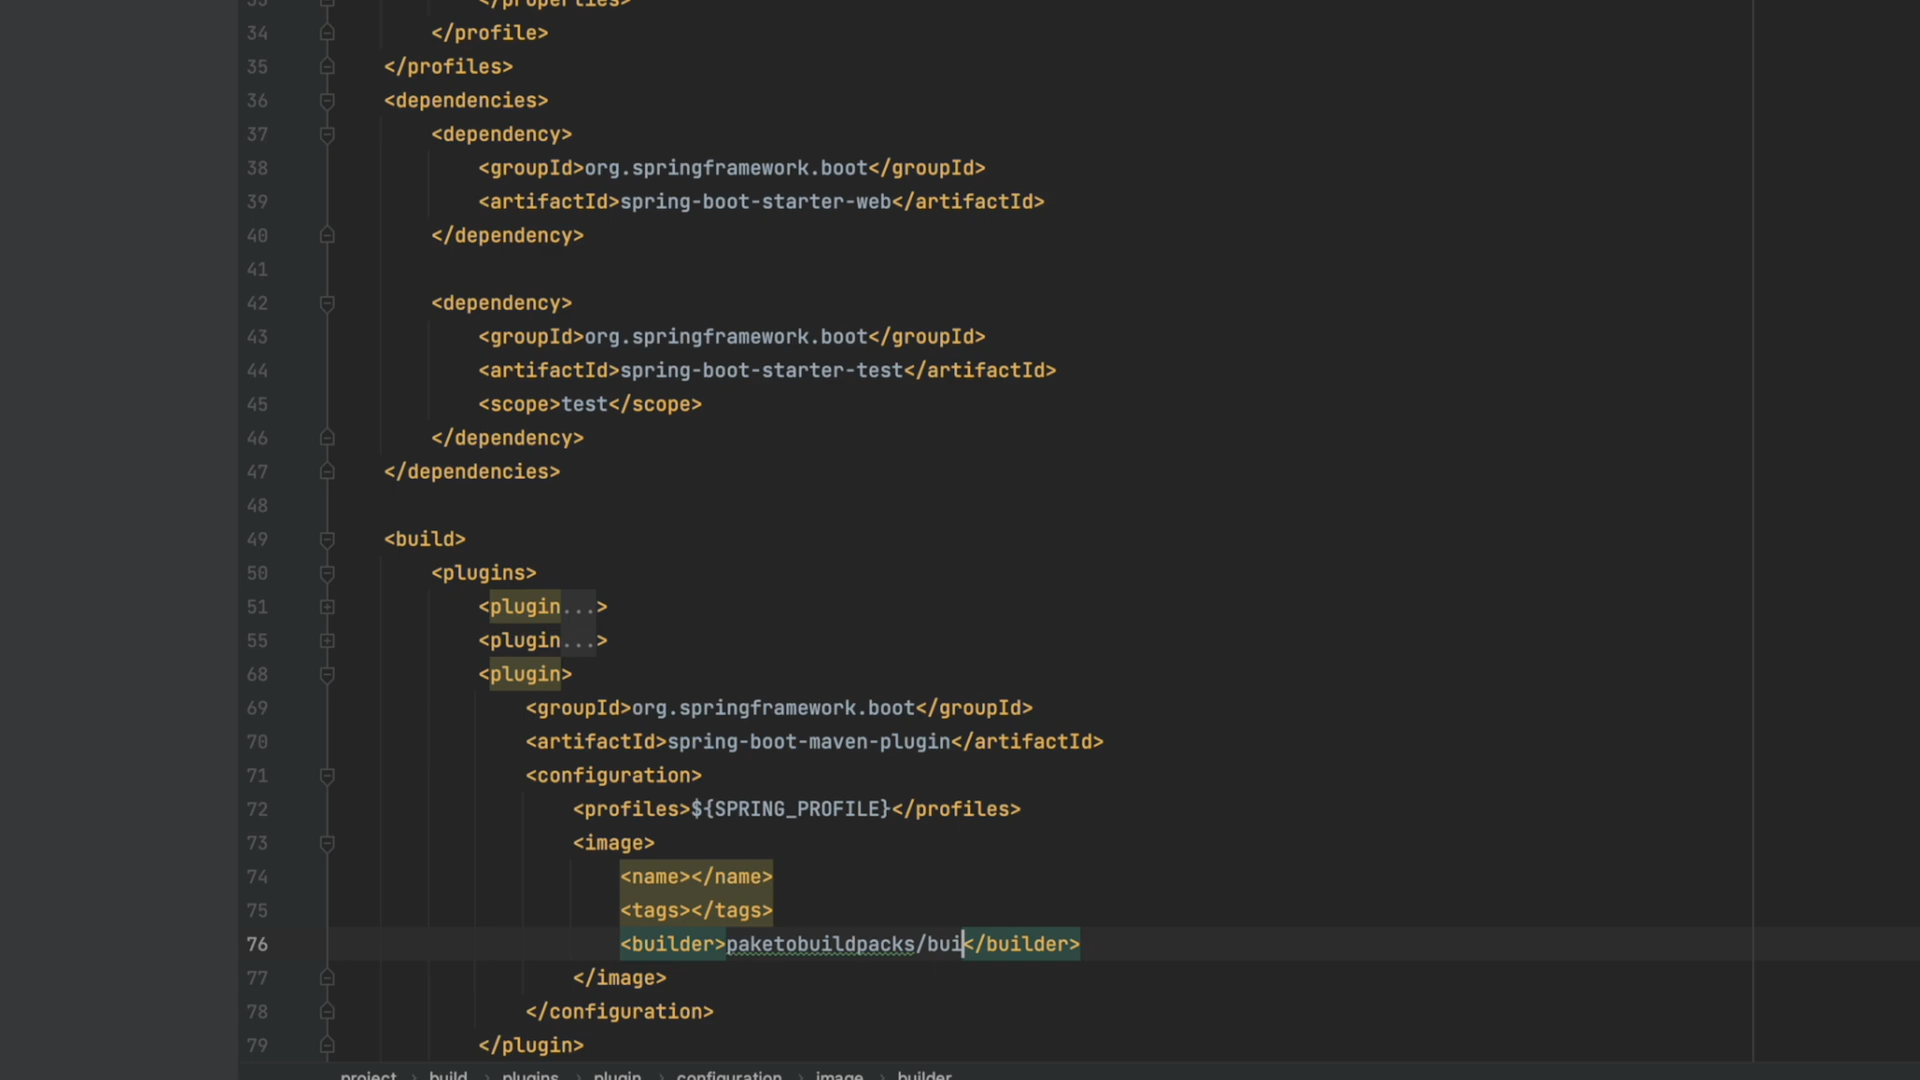 33 </properties>
34 </profile>
35 </profiles>
36 <dependencies>
37 <dependency>
38 <groupId>org.springframework.boot</groupId>
39 <artifactId>spring-boot-starter-web</artifactId>
40 </dependency>
41
42 <dependency>
43 <groupId>org.springframework.boot</groupId>
44 <artifactId>spring-boot-starter-test</artifactId>
45 <scope>test</scope>
46 </dependency>
47 </dependencies>
48
49 <build>
50 <plugins>
51 <plugin...>
55 <plugin...>
68 <plugin>
69 <groupId>org.springframework.boot</groupId>
70 <artifactId>spring-boot-maven-plugin</artifactId>
71 <configuration>
72 <profiles>${SPRING_PROFILE}</profiles>
73 <image>
74 <name></name>
75 <tags></tags>
76 <builder>paketobuildpacks/bui</builder>
77 </image>
78 </configuration>
79 </plugin>
project › build › plugins › plugin › configuration › image › builder